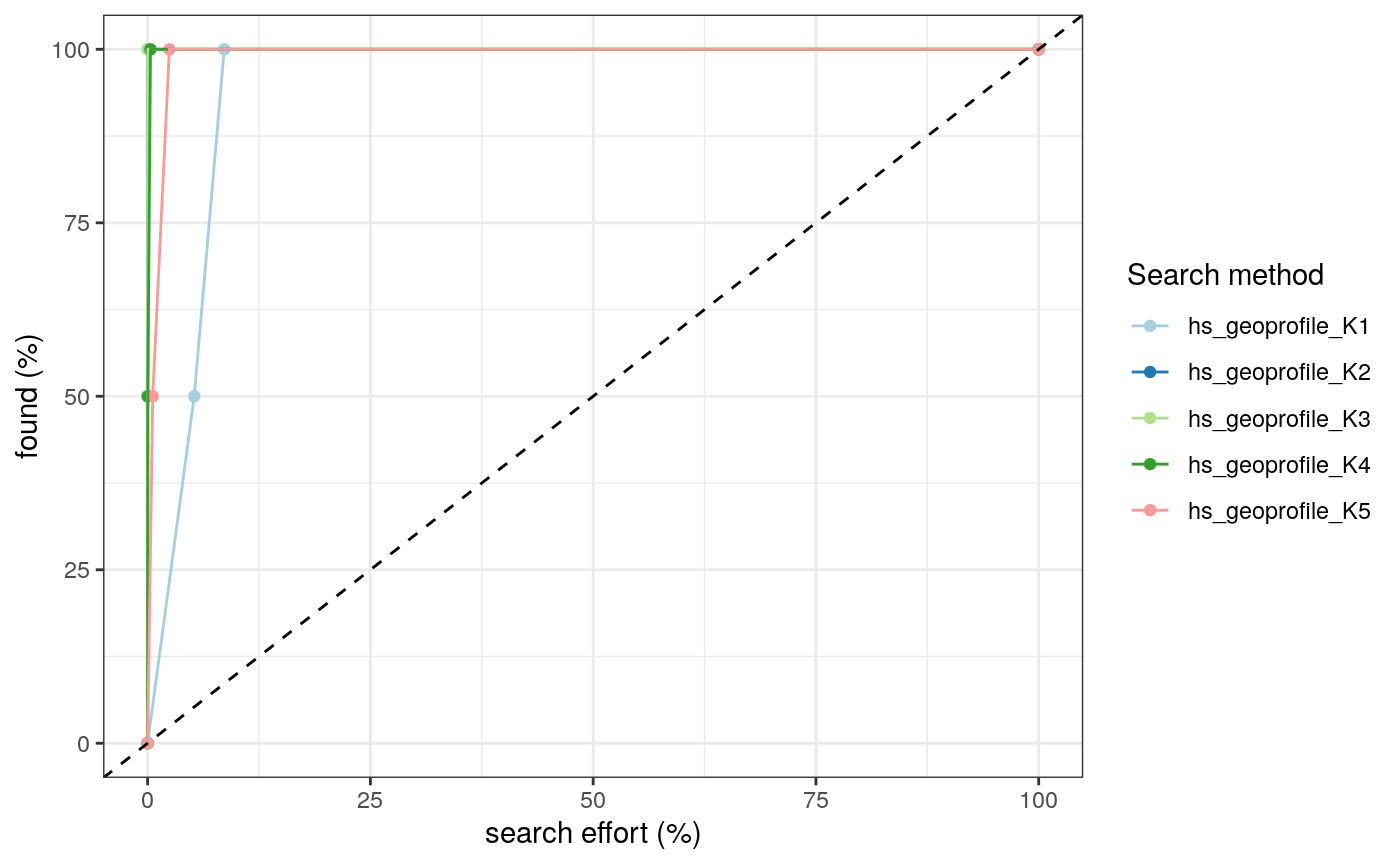 100
75
50
25
0
found (%)
0 25 50 75 100
search effort (%)
Search method
hs_geoprofile_K1
hs_geoprofile_K2
hs_geoprofile_K3
hs_geoprofile_K4
hs_geoprofile_K5